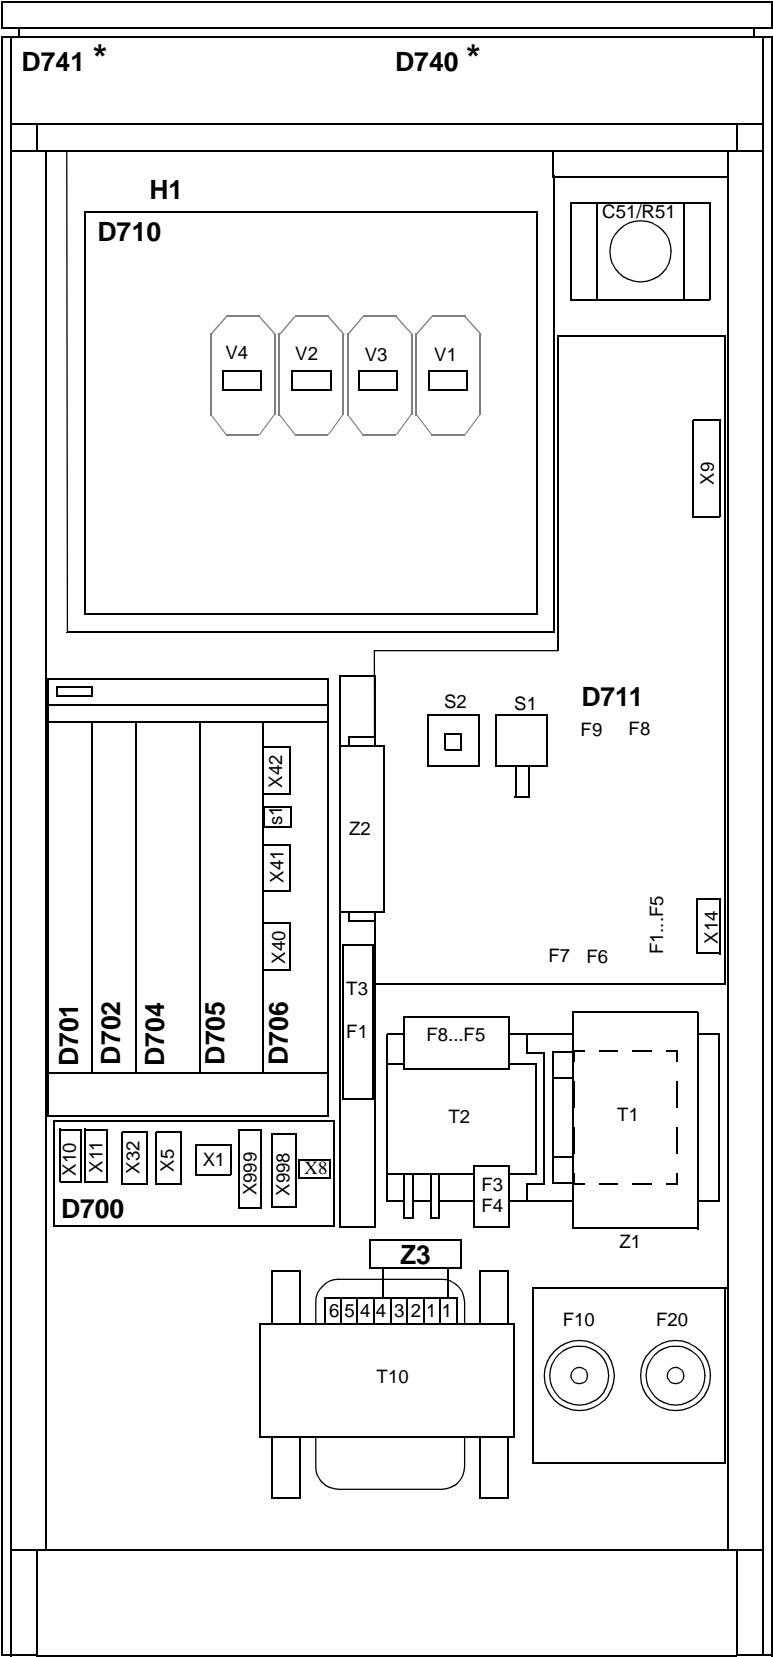 D741 * D740 *
H1
C51/R51
D710
V4 V2 V3 V1
X9
D711
S2 S1
F9 F8
X42
s1
Z2
X41
X40
F1...F5
X14
F7 F6
T3
F1
D701
D702
D704
D705
D706
F8...F5
T2
T1
X10
X11
X32
X5
X1
X999
X998
X8
F3
F4
D700
Z1
Z3
6 5 4 4 3 2 1 1
F10 F20
T10